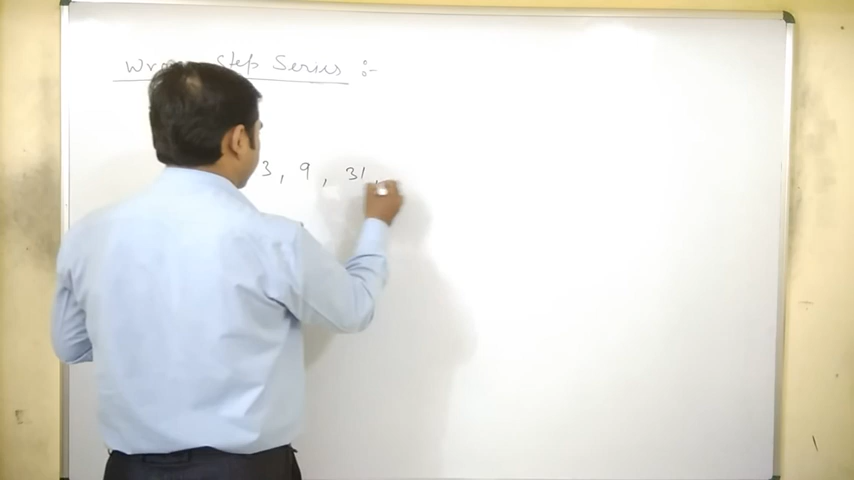 Step Series :-
3, 9, 31,